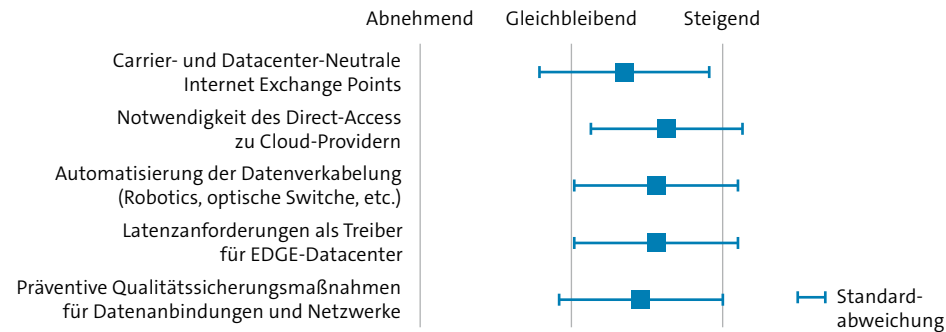 Abnehmend Gleichbleibend Steigend
Carrier- und Datacenter-Neutrale
Internet Exchange Points
Notwendigkeit des Direct-Access
zu Cloud-Providern
Automatisierung der Datenverkabelung
(Robotics, optische Switche, etc.)
Latenzanforderungen als Treiber
für EDGE-Datacenter
Präventive Qualitätssicherungsmaßnahmen
für Datenanbindungen und Netzwerke
Standard-
abweichung